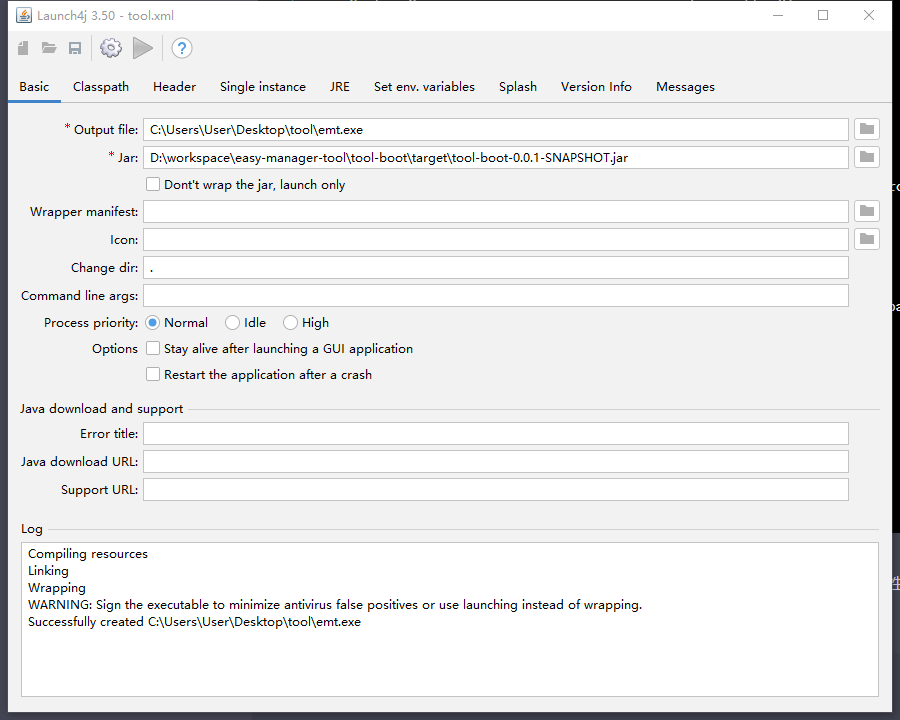 Launch4j 3.50 - tool.xml
Basic Classpath Header Single instance JRE Set env. variables Splash Version Info Messages
* Output file: C:\Users\User\Desktop\tool\emt.exe
* Jar: D:\workspace\easy-manager-tool\tool-boot\target\tool-boot-0.0.1-SNAPSHOT.jar
Don't wrap the jar, launch only
Wrapper manifest:
Icon:
Change dir: .
Command line args:
Process priority: Normal Idle High
Options Stay alive after launching a GUI application
Restart the application after a crash
Java download and support
Error title:
Java download URL:
Support URL:
Log
Compiling resources
Linking
Wrapping
WARNING: Sign the executable to minimize antivirus false positives or use launching instead of wrapping.
Successfully created C:\Users\User\Desktop\tool\emt.exe